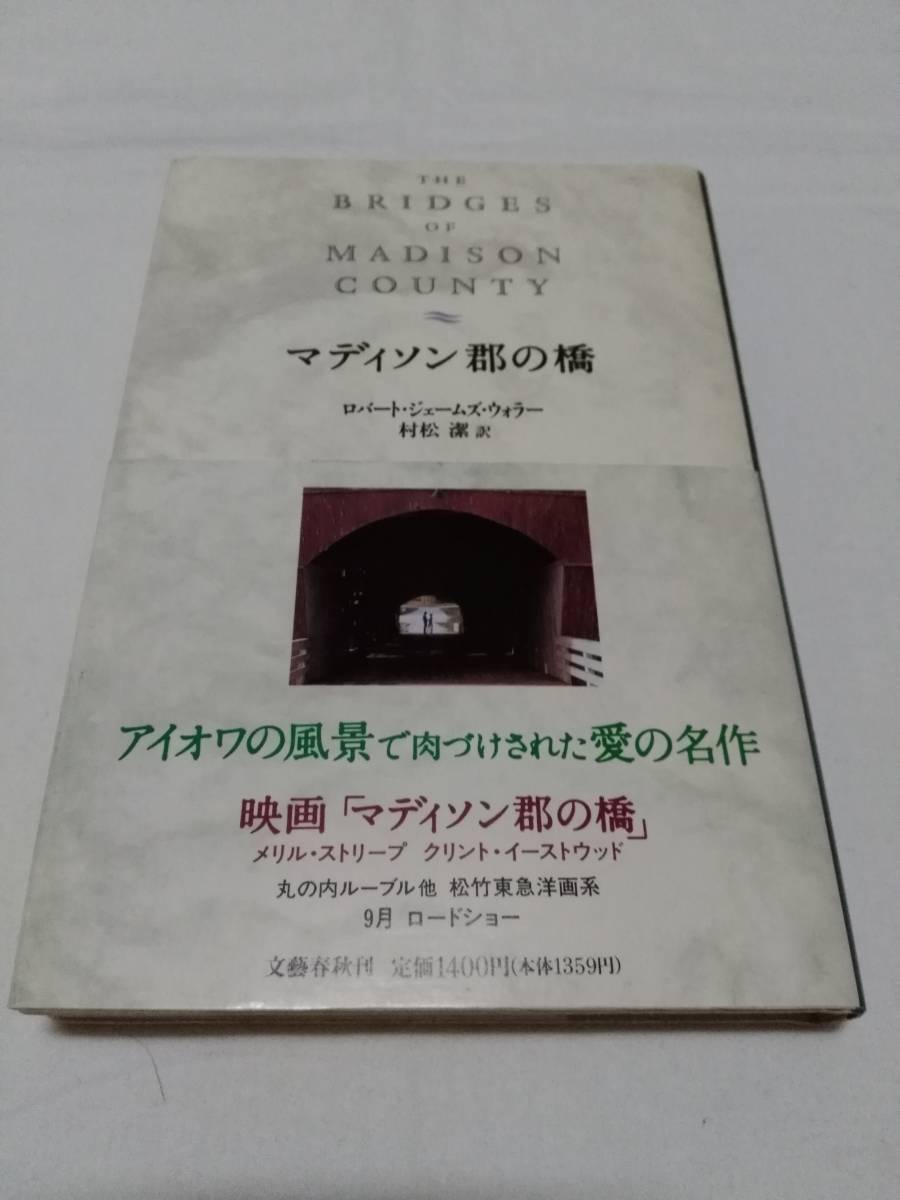 THE
BRIDGES
OF
MADISON
COUNTY
マディソン郡の橋
ロバート・ジェームズ・ウォラー
村松 潔 訳
アイオワの風景で肉づけされた愛の名作
映画「マディソン郡の橋」
メリル・ストリープ クリント・イーストウッド
丸の内ルーブル他 松竹東急洋画系
9月 ロードショー
文藝春秋刊 定価1400円(本体1359円)